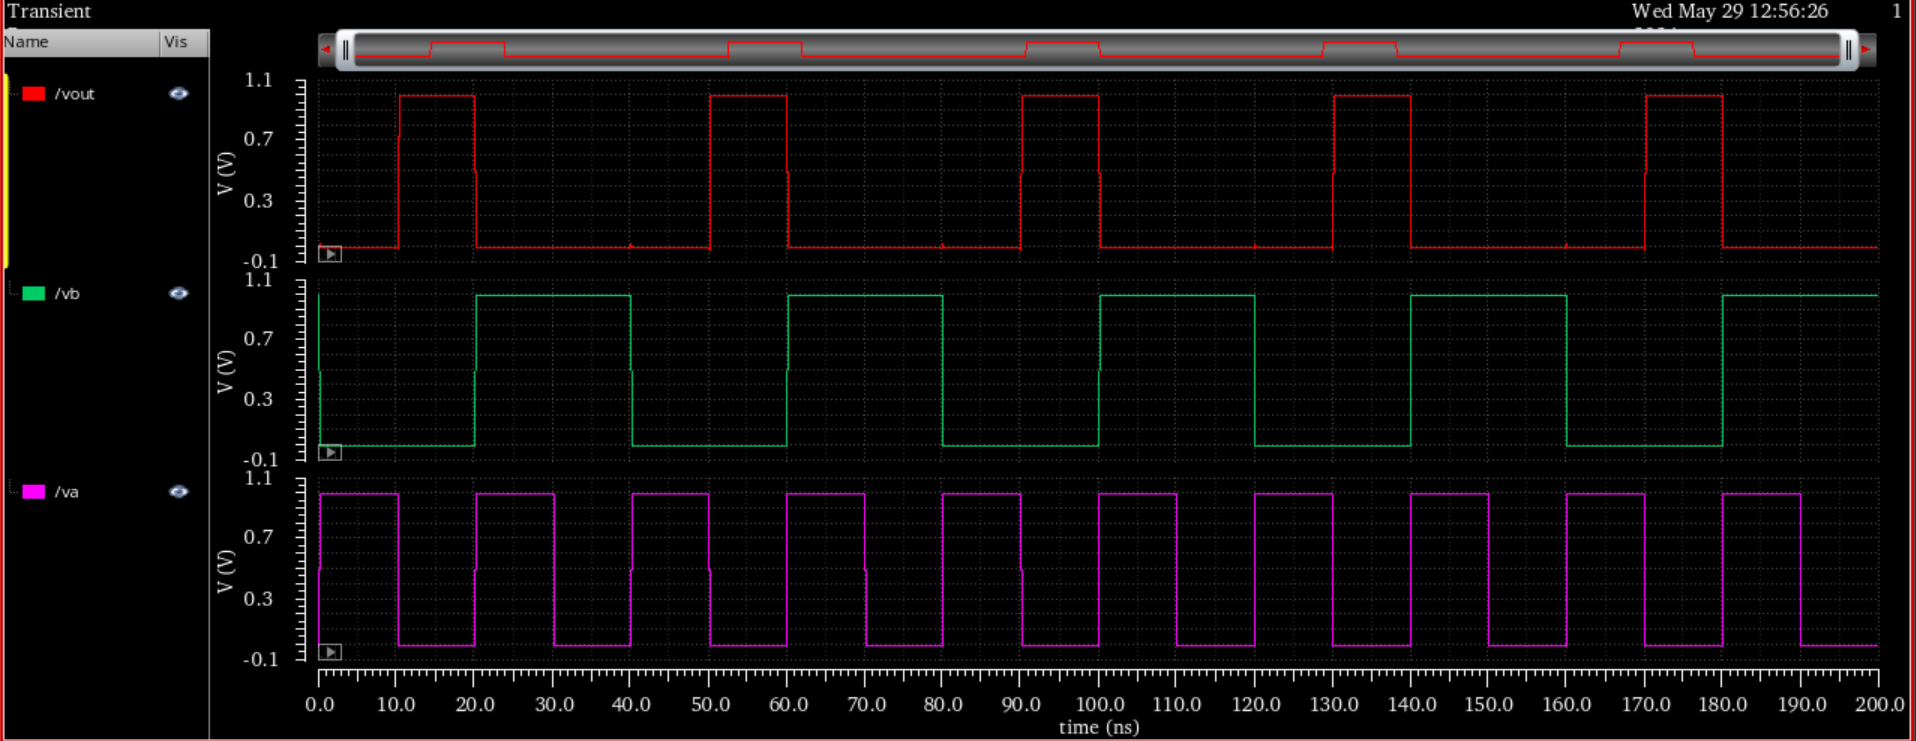 Transient
Wed May 29 12:56:26 1
Name Vis
/vout
1.1
0.7
0.3
-0.1
V (V)
/vb
1.1
0.7
0.3
-0.1
V (V)
/va
1.1
0.7
0.3
-0.1
V (V)
0.0 10.0 20.0 30.0 40.0 50.0 60.0 70.0 80.0 90.0 100.0 110.0 120.0 130.0 140.0 150.0 160.0 170.0 180.0 190.0 200.0
time (ns)